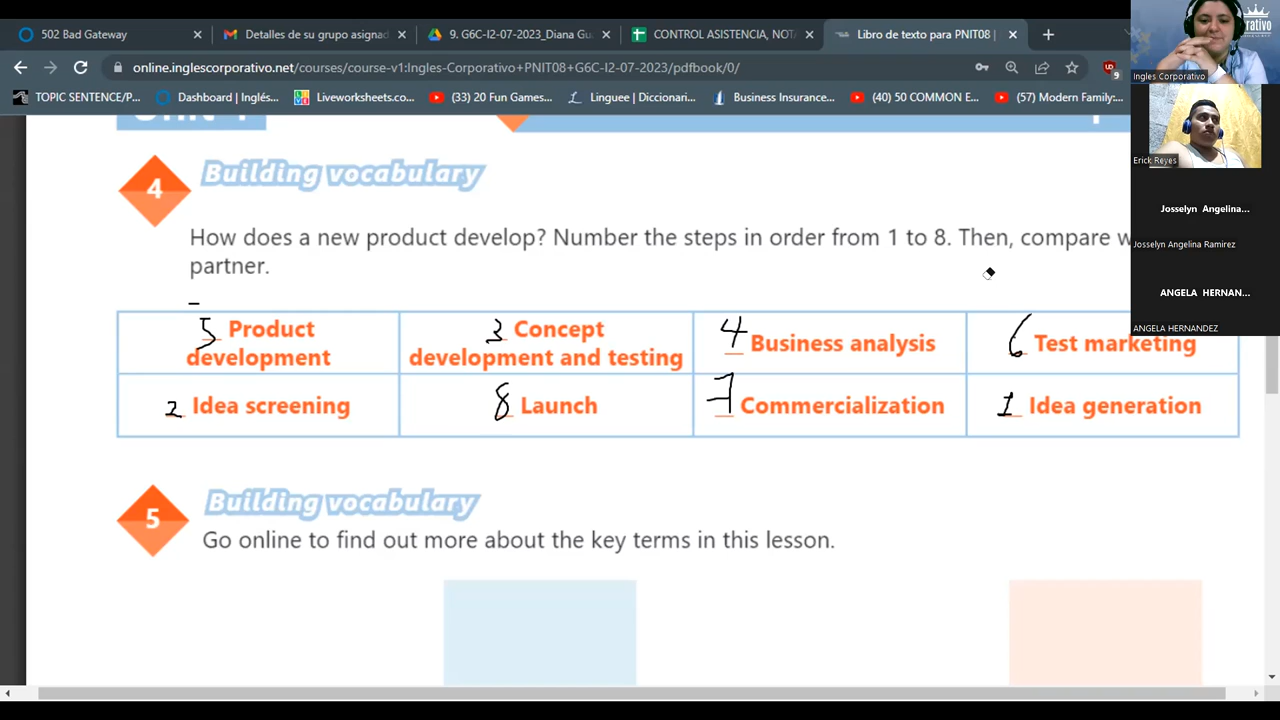 502 Bad Gateway
Detalles de su grupo asignad
9. G6C-I2-07-2023_Diana Gu
CONTROL ASISTENCIA, NOTA
Libro de texto para PNIT08 |
online.inglescorporativo.net/courses/course-v1:Ingles-Corporativo+PNIT08+G6C-I2-07-2023/pdfbook/0/
9
TOPIC SENTENCE/P...
Dashboard | Inglés...
Liveworksheets.co...
(33) 20 Fun Games...
Linguee | Diccionari...
Business Insurance...
(40) 50 COMMON E...
(57) Modern Family:...
rativo
Ingles Corporativo
Erick Reyes
Josselyn Angelina...
Josselyn Angelina Ramirez
ANGELA HERNAN...
ANGELA HERNANDEZ
4
Building vocabulary
How does a new product develop? Number the steps in order from 1 to 8. Then, compare w
partner.
5 Product
development
3 Concept
development and testing
4 Business analysis
6 Test marketing
2 Idea screening
8 Launch
7 Commercialization
1 Idea generation
5
Building vocabulary
Go online to find out more about the key terms in this lesson.